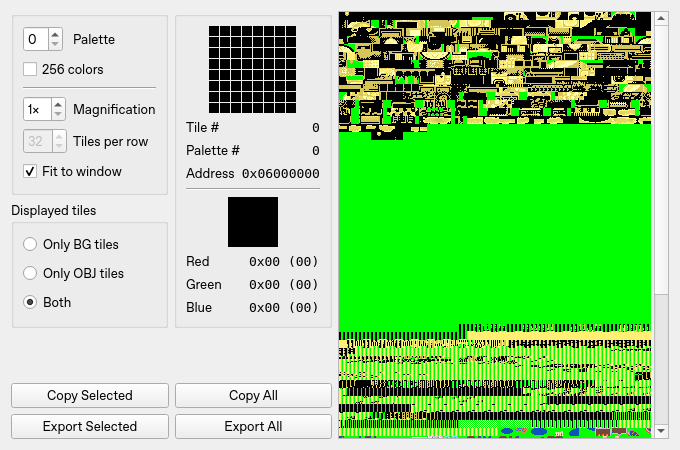 0 Palette
256 colors
1× Magnification
32 Tiles per row
Fit to window
Displayed tiles
Only BG tiles
Only OBJ tiles
Both
Tile # 0
Palette # 0
Address 0x06000000
Red 0x00 (00)
Green 0x00 (00)
Blue 0x00 (00)
Copy Selected
Copy All
Export Selected
Export All